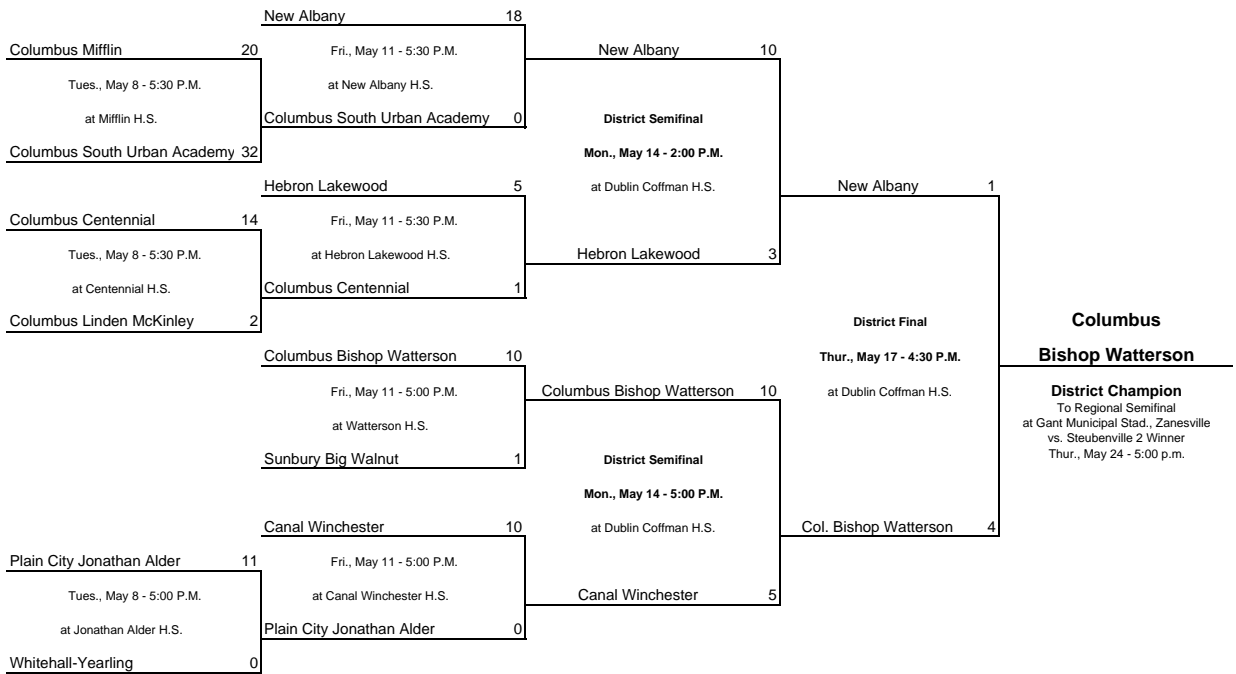 New Albany 18
Columbus Mifflin 20
Fri., May 11 - 5:30 P.M.
New Albany 10
Tues., May 8 - 5:30 P.M.
at New Albany H.S.
at Mifflin H.S.
Columbus South Urban Academy 0
District Semifinal
Columbus South Urban Academy 32
Mon., May 14 - 2:00 P.M.
Hebron Lakewood 5
at Dublin Coffman H.S.
New Albany 1
Columbus Centennial 14
Fri., May 11 - 5:30 P.M.
Tues., May 8 - 5:30 P.M.
at Hebron Lakewood H.S.
Hebron Lakewood 3
at Centennial H.S.
Columbus Centennial 1
Columbus Linden McKinley 2
District Final
Columbus
Columbus Bishop Watterson 10
Thur., May 17 - 4:30 P.M.
Bishop Watterson
Fri., May 11 - 5:00 P.M.
Columbus Bishop Watterson 10
at Dublin Coffman H.S.
District Champion
To Regional Semifinal
at Watterson H.S.
at Gant Municipal Stad., Zanesville
vs. Steubenville 2 Winner
Thur., May 24 - 5:00 p.m.
Sunbury Big Walnut 1
District Semifinal
Mon., May 14 - 5:00 P.M.
Canal Winchester 10
at Dublin Coffman H.S.
Col. Bishop Watterson 4
Plain City Jonathan Alder 11
Fri., May 11 - 5:00 P.M.
Tues., May 8 - 5:00 P.M.
at Canal Winchester H.S.
Canal Winchester 5
at Jonathan Alder H.S.
Plain City Jonathan Alder 0
Whitehall-Yearling 0